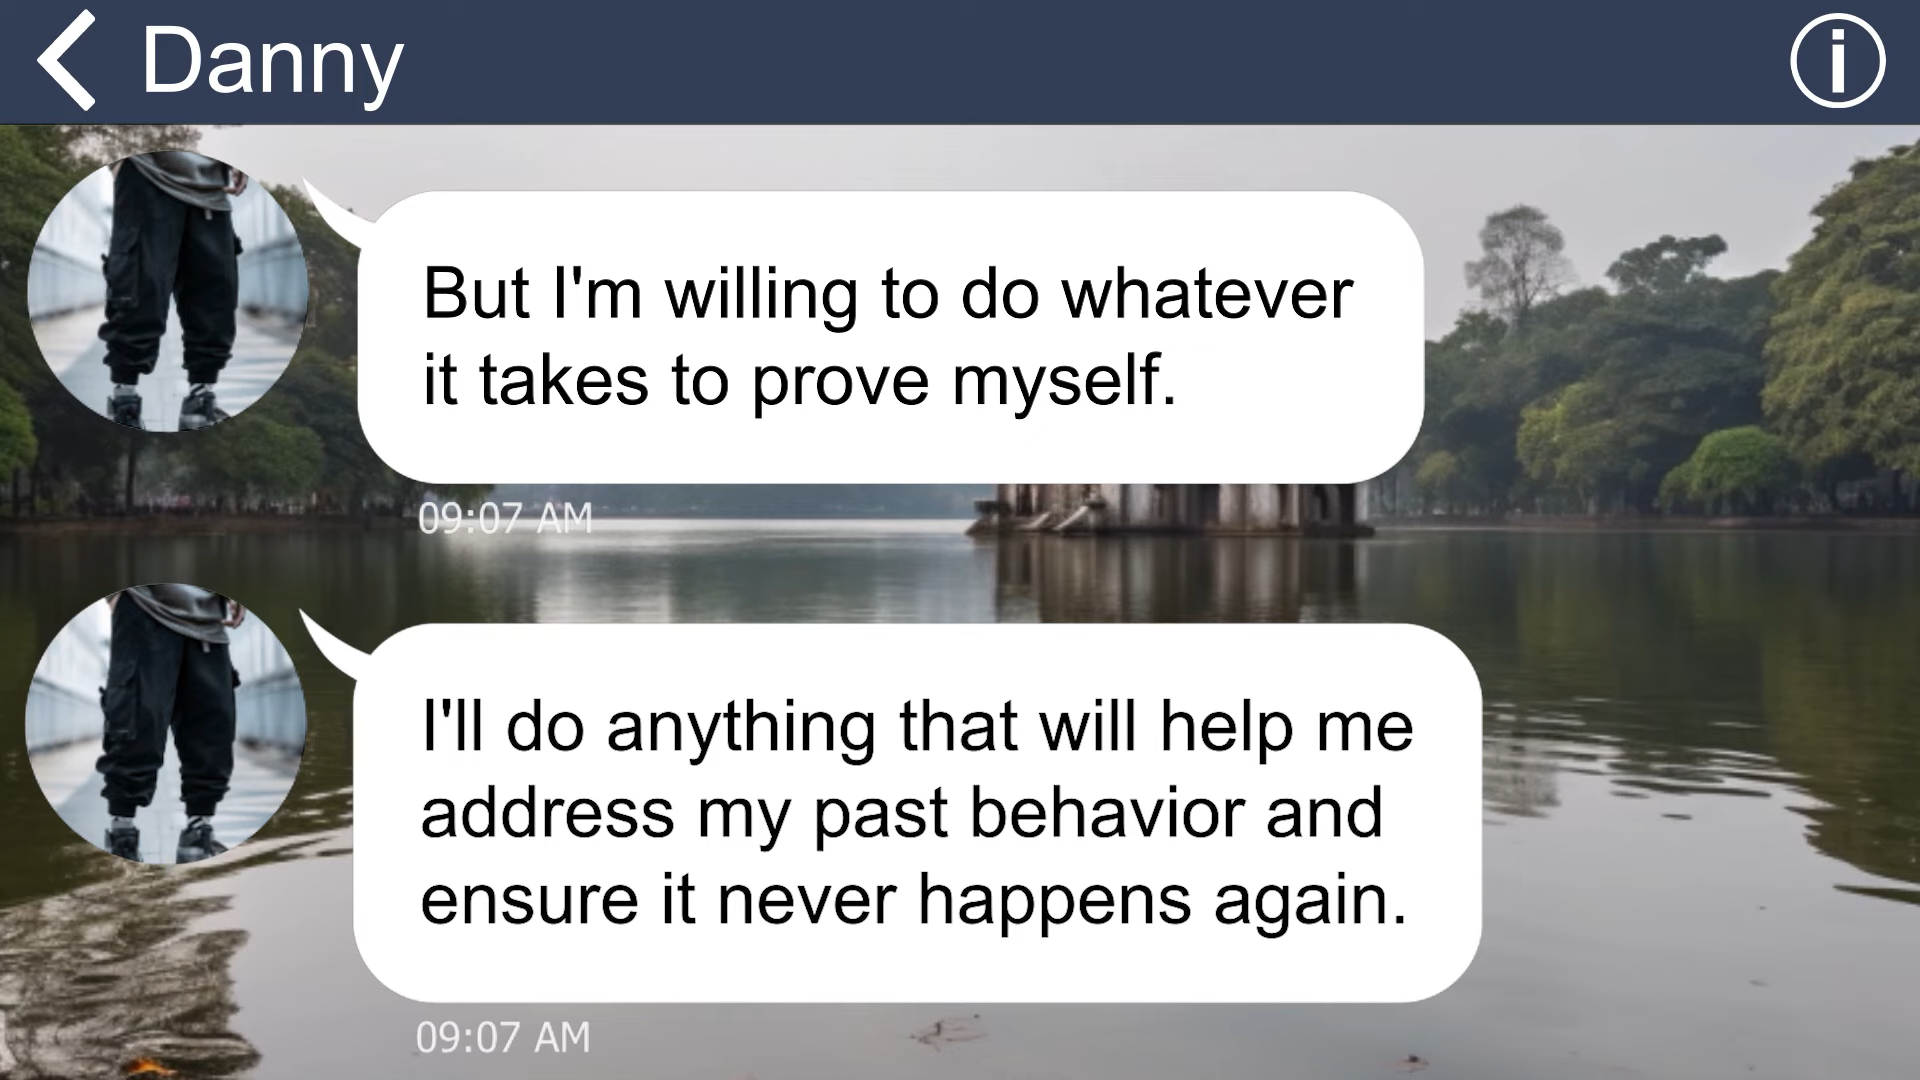 Danny
But I'm willing to do whatever
it takes to prove myself.
09:07 AM
I'll do anything that will help me
address my past behavior and
ensure it never happens again.
09:07 AM